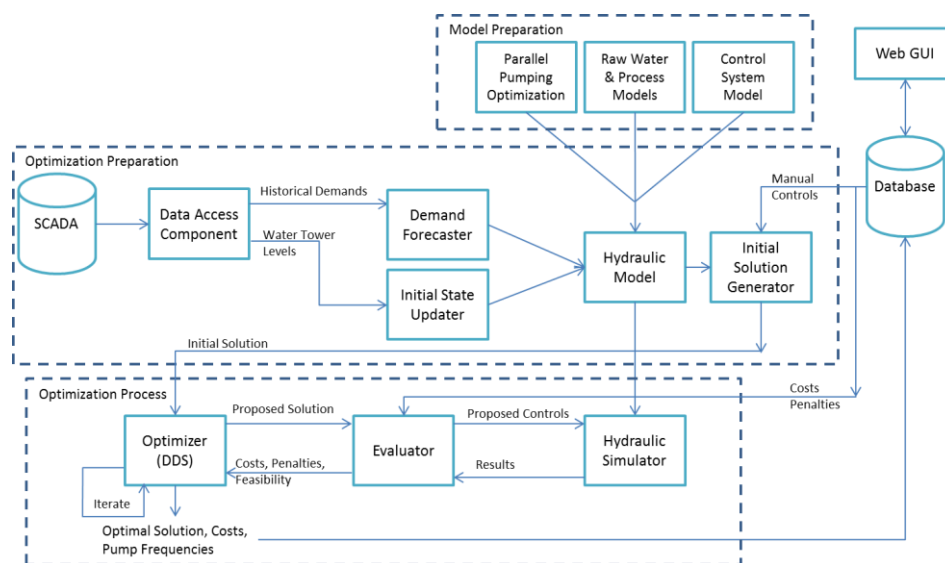 Model Preparation
Parallel
Pumping
Optimization
Raw Water
& Process
Models
Control
System
Model
Web GUI
Optimization Preparation
SCADA
Data Access
Component
Historical Demands
Water Tower
Levels
Demand
Forecaster
Initial State
Updater
Hydraulic
Model
Manual
Controls
Initial
Solution
Generator
Database
Initial Solution
Optimization Process
Costs
Penalties
Optimizer
(DDS)
Proposed Solution
Costs, Penalties,
Feasibility
Evaluator
Proposed Controls
Results
Hydraulic
Simulator
Iterate
Optimal Solution, Costs,
Pump Frequencies